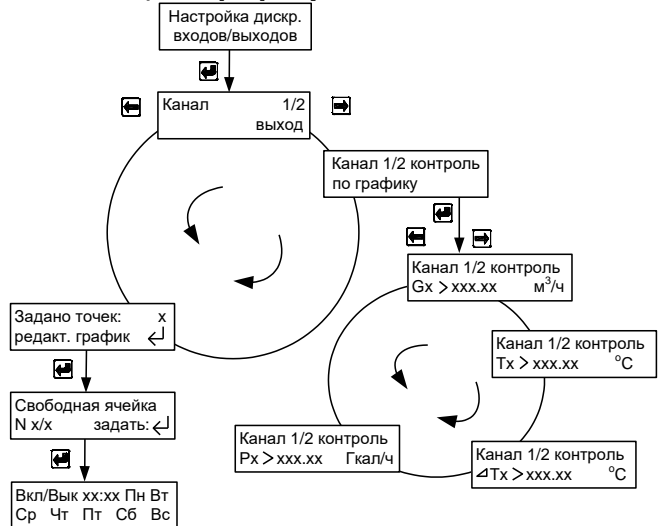 Настройка дискр.
входов/выходов
Канал 1/2
выход
Канал 1/2 контроль
по графику
Канал 1/2 контроль
Gx > xxx.xx м³/ч
Задано точек: x
редакт. график
Канал 1/2 контроль
Tx > xxx.xx °C
Свободная ячейка
N x/x задать:
Канал 1/2 контроль
Px > xxx.xx Гкал/ч
Канал 1/2 контроль
⊿Tx > xxx.xx °C
Вкл/Вык xx:xx Пн Вт
Ср Чт Пт Сб Вс